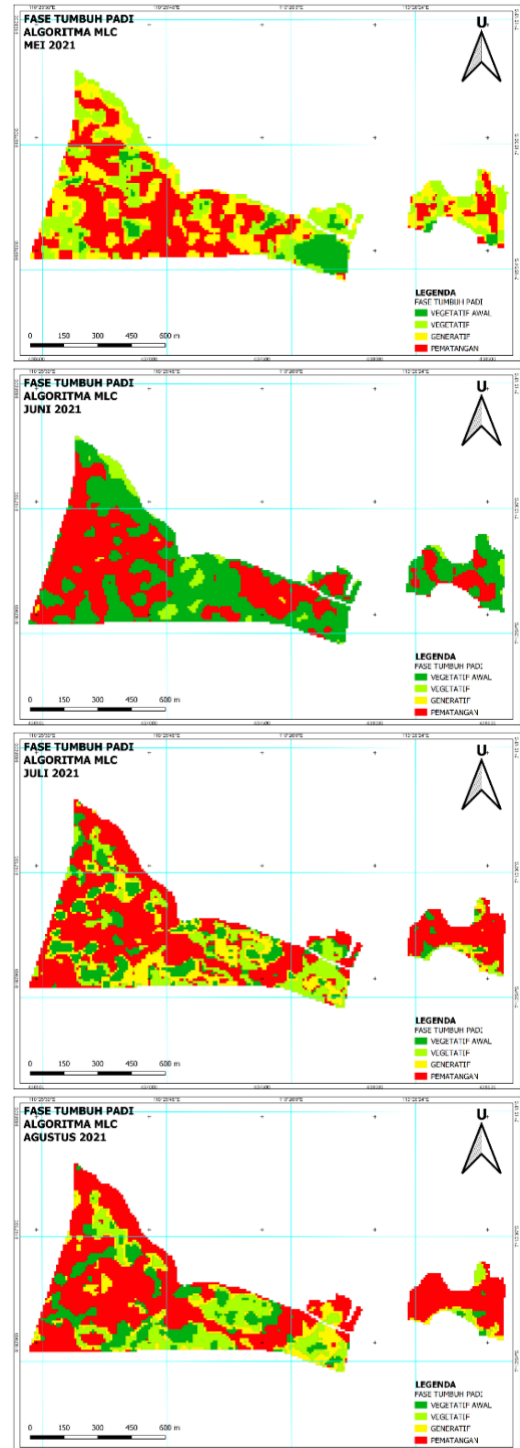 FASE TUMBUH PADI
ALGORITMA MLC
MEI 2021
U
LEGENDA
FASE TUMBUH PADI
VEGETATIF AWAL
VEGETATIF
GENERATIF
PEMATANGAN
0 150 300 450 600 m
FASE TUMBUH PADI
ALGORITMA MLC
JUNI 2021
U
LEGENDA
FASE TUMBUH PADI
VEGETATIF AWAL
VEGETATIF
GENERATIF
PEMATANGAN
0 150 300 450 600 m
FASE TUMBUH PADI
ALGORITMA MLC
JULI 2021
U
LEGENDA
FASE TUMBUH PADI
VEGETATIF AWAL
VEGETATIF
GENERATIF
PEMATANGAN
0 150 300 450 600 m
FASE TUMBUH PADI
ALGORITMA MLC
AGUSTUS 2021
U
LEGENDA
FASE TUMBUH PADI
VEGETATIF AWAL
VEGETATIF
GENERATIF
PEMATANGAN
0 150 300 450 600 m